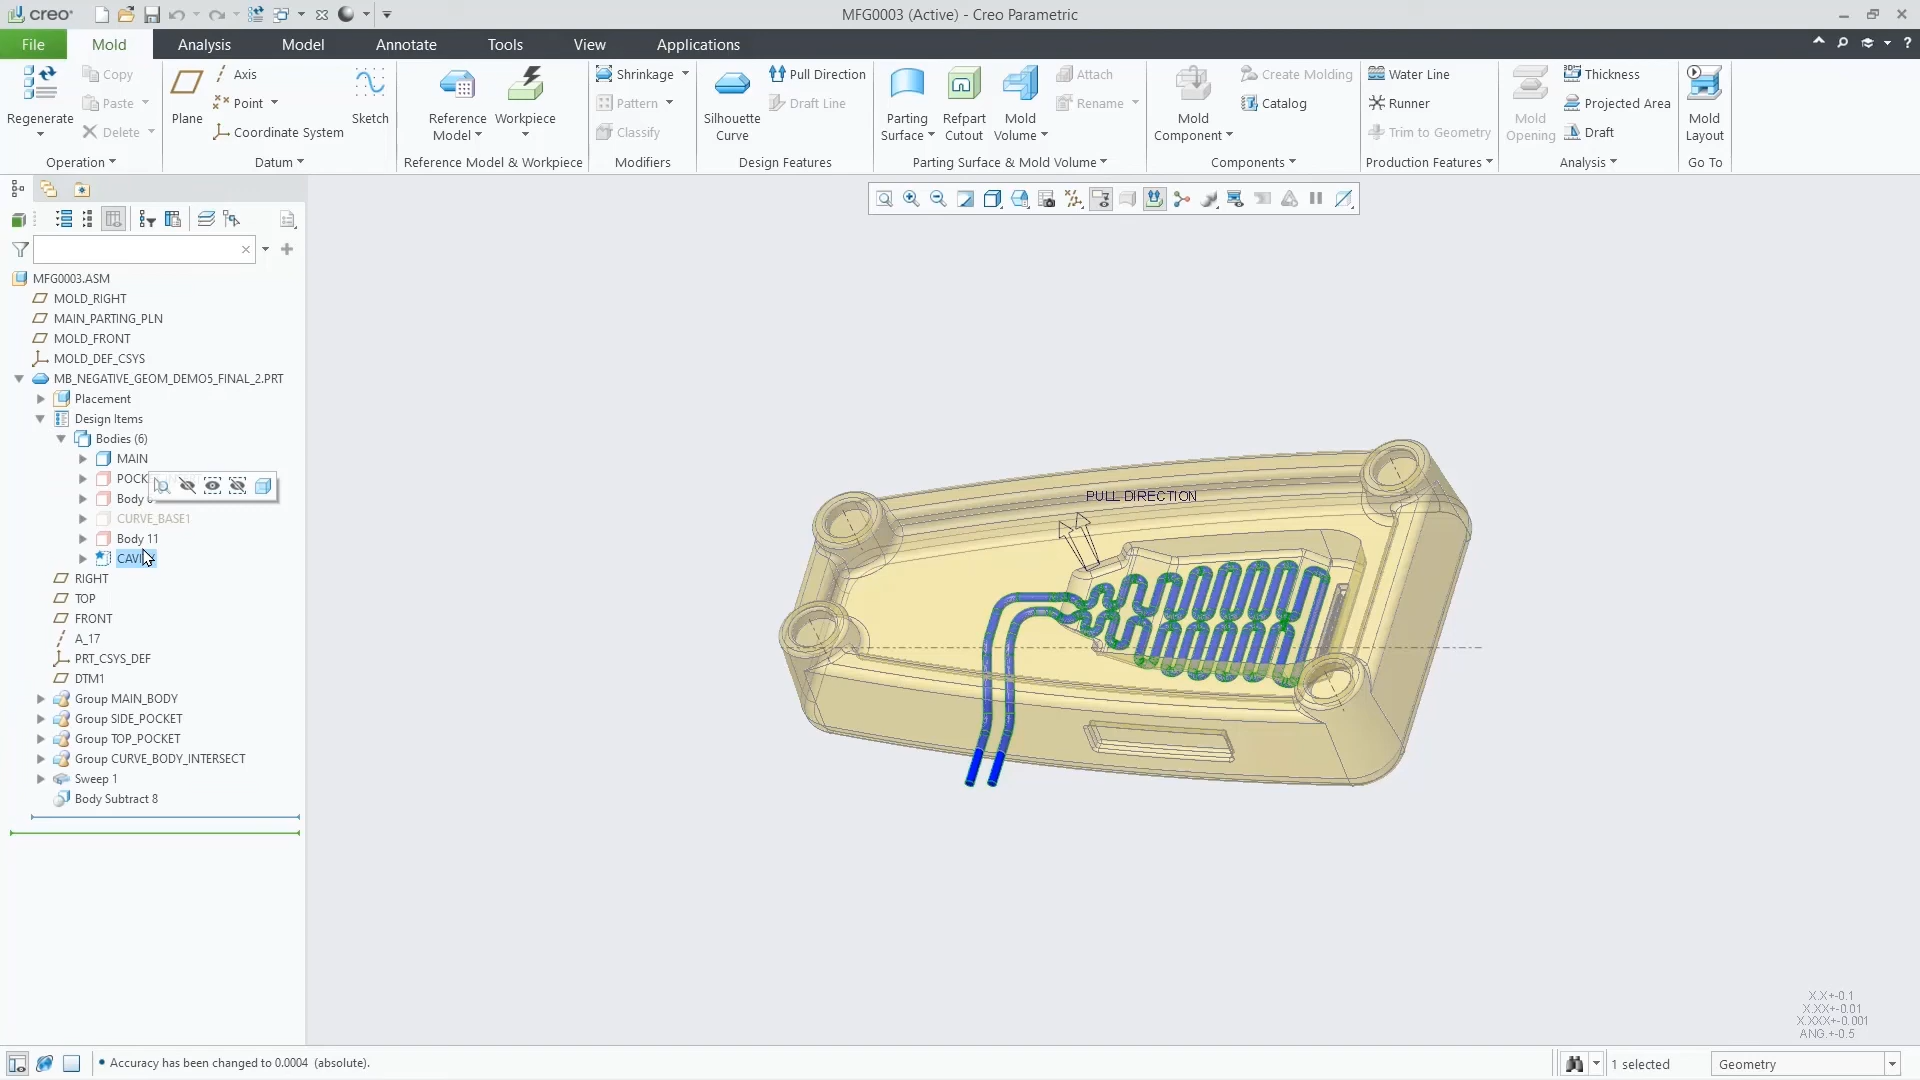 creo
MFG0003 (Active) - Creo Parametric
File
Mold
Analysis
Model
Annotate
Tools
View
Applications
Regenerate
Copy
Paste
Delete
Operation
Plane
Axis
Point
Coordinate System
Sketch
Datum
Reference
Model
Workpiece
Reference Model & Workpiece
Shrinkage
Pattern
Classify
Modifiers
Silhouette
Curve
Pull Direction
Draft Line
Design Features
Parting
Surface
Refpart
Cutout
Mold
Volume
Attach
Rename
Parting Surface & Mold Volume
Mold
Component
Create Molding
Catalog
Components
Water Line
Runner
Trim to Geometry
Production Features
Mold
Opening
Thickness
Projected Area
Draft
Analysis
Mold
Layout
Go To
MFG0003.ASM
MOLD_RIGHT
MAIN_PARTING_PLN
MOLD_FRONT
MOLD_DEF_CSYS
MB_NEGATIVE_GEOM_DEMO5_FINAL_2.PRT
Placement
Design Items
Bodies (6)
MAIN
Body
CURVE_BASE1
Body 11
RIGHT
TOP
FRONT
A_17
PRT_CSYS_DEF
DTM1
Group MAIN_BODY
Group SIDE_POCKET
Group TOP_POCKET
Group CURVE_BODY_INTERSECT
Sweep 1
Body Subtract 8
PULL DIRECTION
X.X+-0.1
X.XX+-0.01
X.XXX+-0.001
ANG.+-0.5
• Accuracy has been changed to 0.0004 (absolute).
1 selected
Geometry